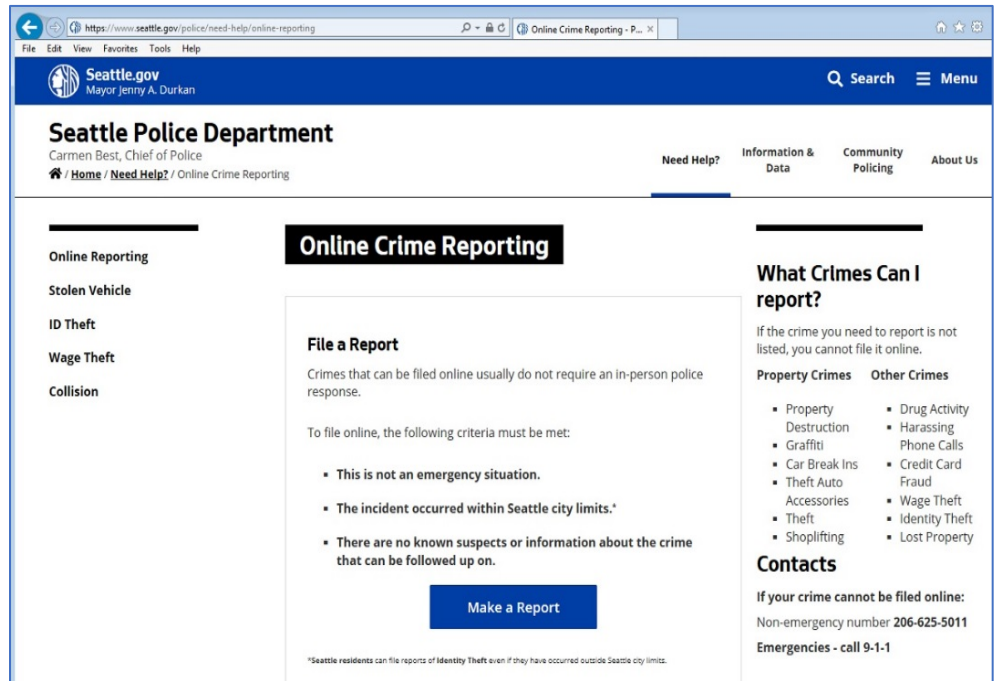 https://www.seattle.gov/police/need-help/online-reporting
Online Crime Reporting - P...
File Edit View Favorites Tools Help
Seattle.gov
Mayor Jenny A. Durkan
Search
Menu
Seattle Police Department
Carmen Best, Chief of Police
/ Home / Need Help? / Online Crime Reporting
Need Help?
Information &
Data
Community
Policing
About Us
Online Reporting
Stolen Vehicle
ID Theft
Wage Theft
Collision
Online Crime Reporting
File a Report
Crimes that can be filed online usually do not require an in-person police
response.
To file online, the following criteria must be met:
▪ This is not an emergency situation.
▪ The incident occurred within Seattle city limits.*
▪ There are no known suspects or information about the crime
that can be followed up on.
Make a Report
*Seattle residents can file reports of Identity Theft even if they have occurred outside Seattle city limits.
What Crimes Can I
report?
If the crime you need to report is not
listed, you cannot file it online.
Property Crimes
▪ Property
Destruction
▪ Graffiti
▪ Car Break Ins
▪ Theft Auto
Accessories
▪ Theft
▪ Shoplifting
Other Crimes
▪ Drug Activity
▪ Harassing
Phone Calls
▪ Credit Card
Fraud
▪ Wage Theft
▪ Identity Theft
▪ Lost Property
Contacts
If your crime cannot be filed online:
Non-emergency number 206-625-5011
Emergencies - call 9-1-1